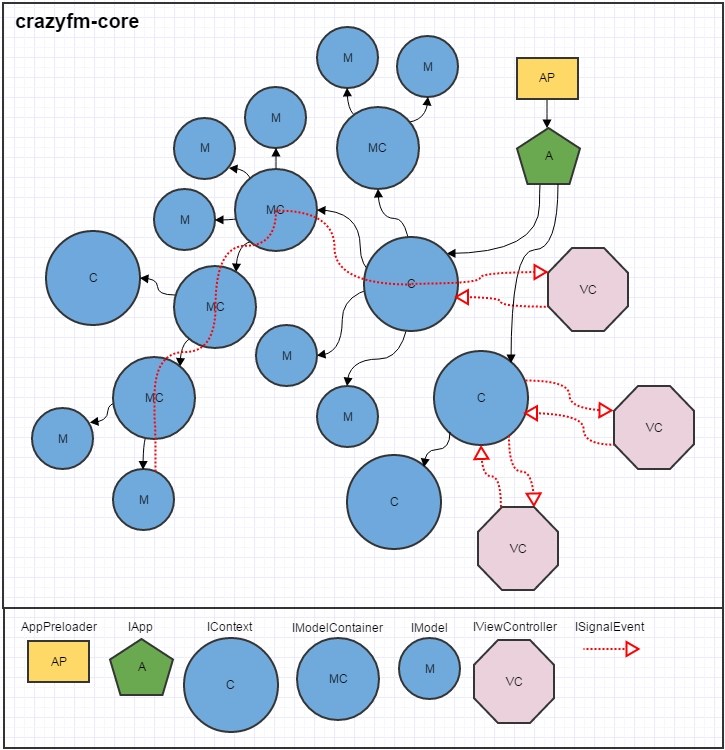 crazyfm-core
M
M
AP
M
M
MC
A
M
MC
C
C
VC
MC
M
MC
C
M
VC
M
M
C
VC
AppPreloader
IApp
IContext
IModelContainer
IModel
IViewController
ISignalEvent
AP
A
C
MC
M
VC